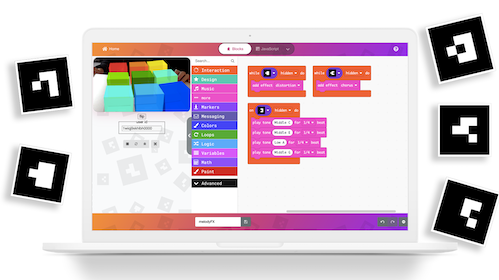 Home
Blocks
JavaScript
Search...
Interaction
Design
Music
more
Markers
Messaging
Colors
Loops
Logic
Variables
Math
Paint
Advanced
while hidden do
add effect distortion
while hidden do
add effect chorus
while hidden do
play tone Middle C for 1/4 beat
play tone Middle E for 1/4 beat
play tone Low A for 1/4 beat
play tone Middle C for 1/4 beat
melodyFX